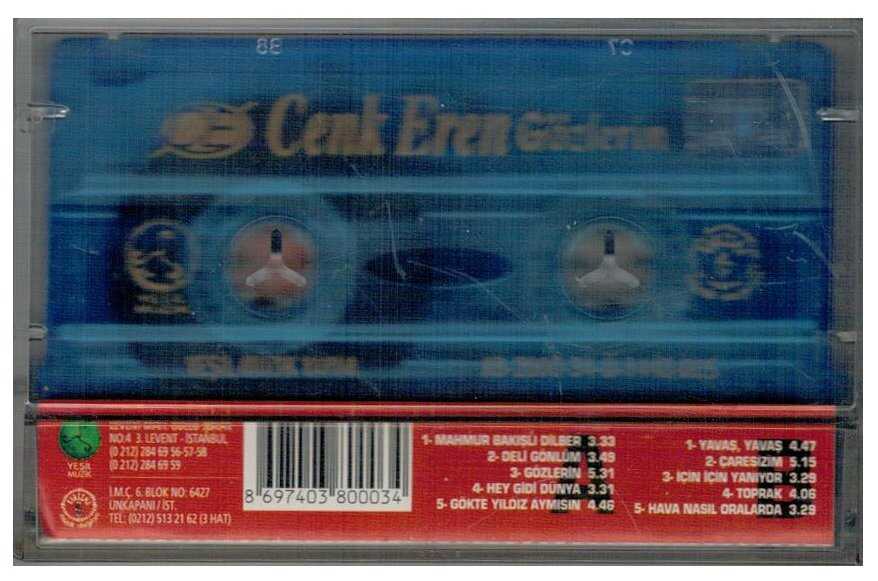 Cenk Eren Gözlerin
NO:4 3. LEVENT - İSTANBUL
(0 212) 284 69 56-57-58
(0 212) 284 69 59
YEŞİL
MÜZİK
İ.M.Ç. 6. BLOK NO: 6427
UNKAPANI / İST.
TEL: (0212) 513 21 62 (3 HAT)
8 697403 800034
1- MAHMUR BAKIŞLI DİLBER 3.33
2- DELİ GÖNLÜM 3.49
3- GÖZLERİN 5.31
4- HEY GİDİ DÜNYA 3.31
5- GÖKTE YILDIZ AYMISIN 4.46
1- YAVAŞ, YAVAŞ 4.47
2- ÇARESİZİM 5.15
3- İÇİN İÇİN YANIYOR 3.29
4- TOPRAK 4.06
5- HAVA NASIL ORALARDA 3.29